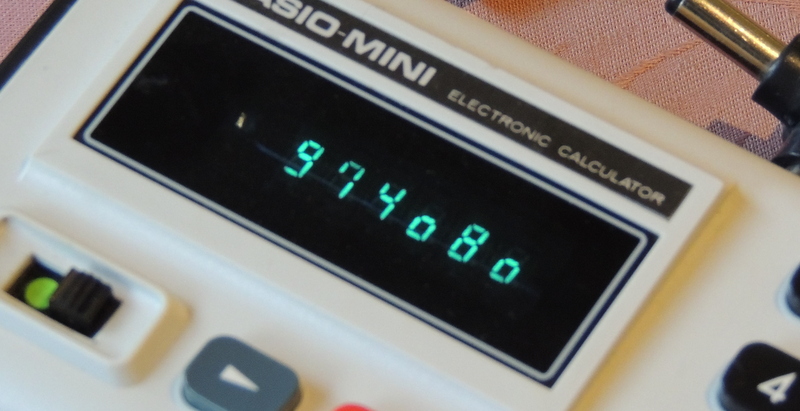 ASIO-MINI ELECTRONIC CALCULATOR
974080
4